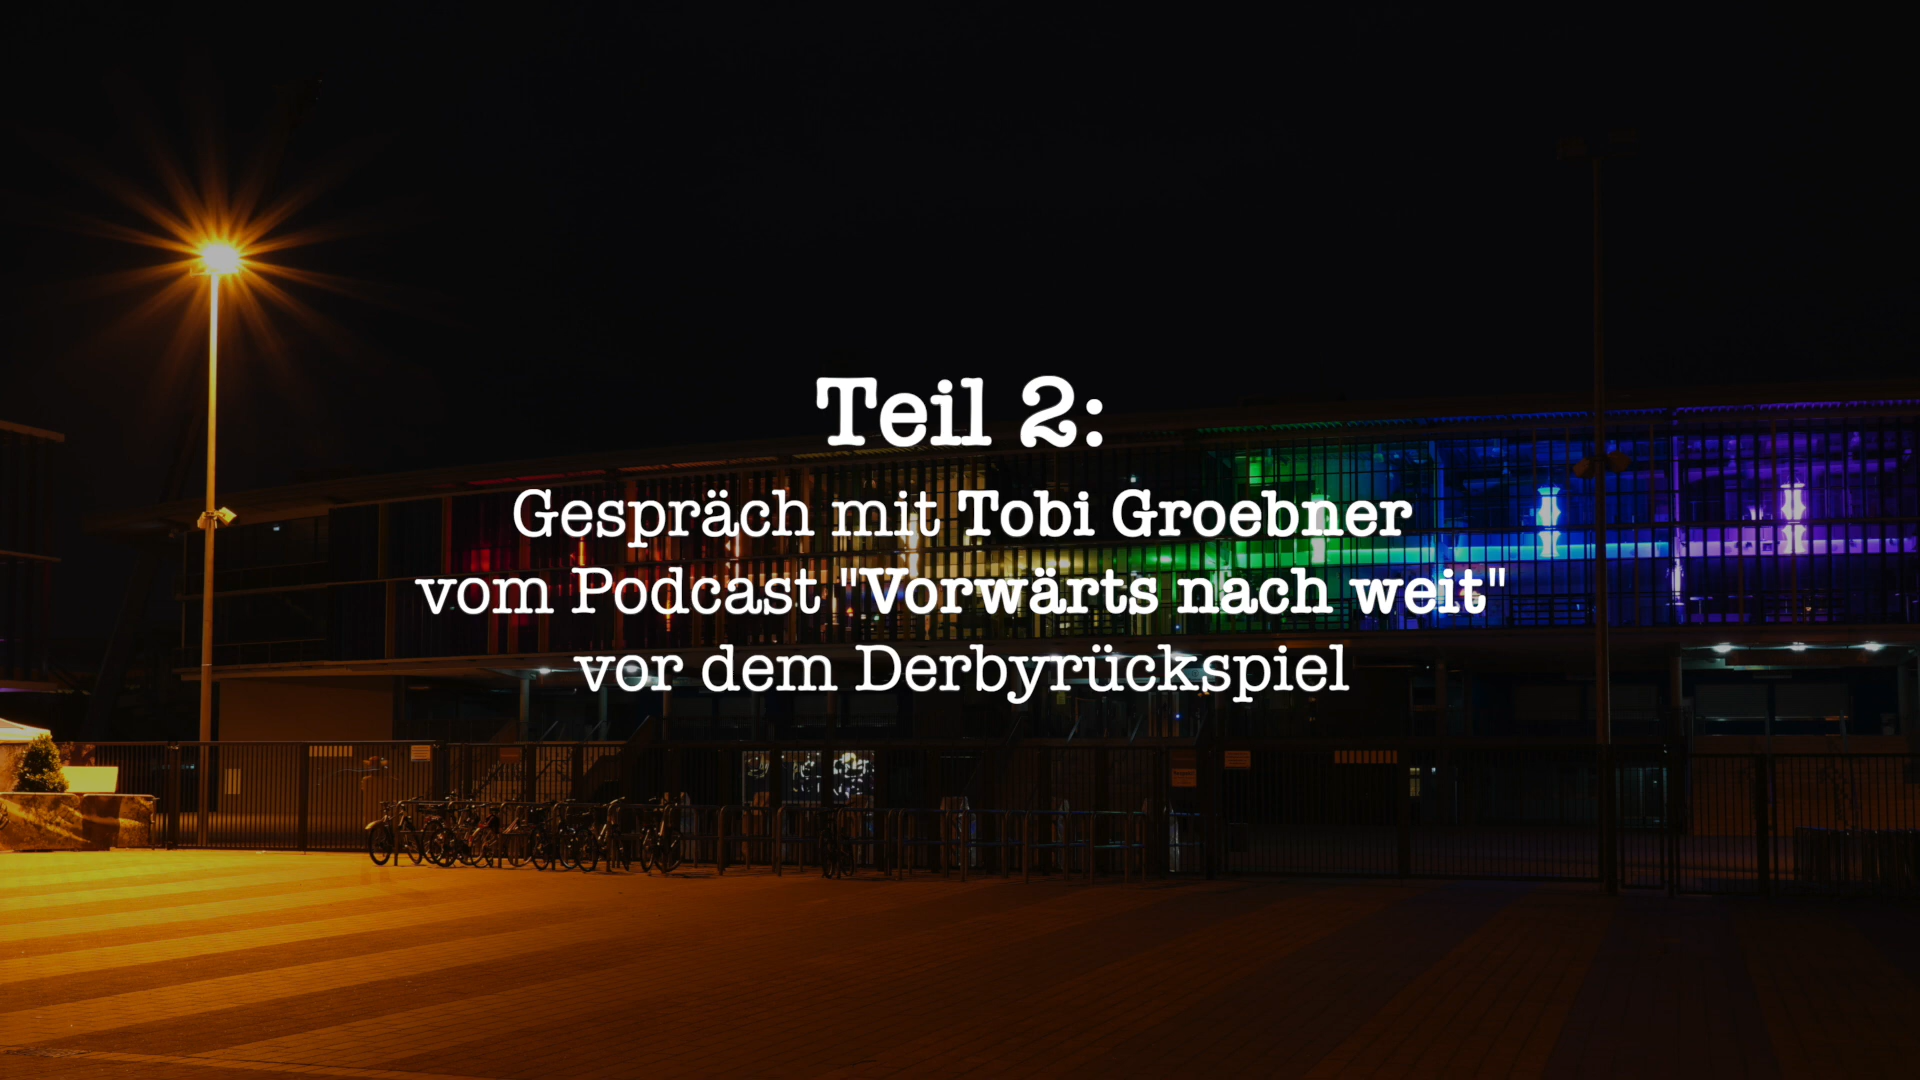 Teil 2:
Gespräch mit Tobi Groebner
vom Podcast "Vorwärts nach weit"
vor dem Derbyrückspiel